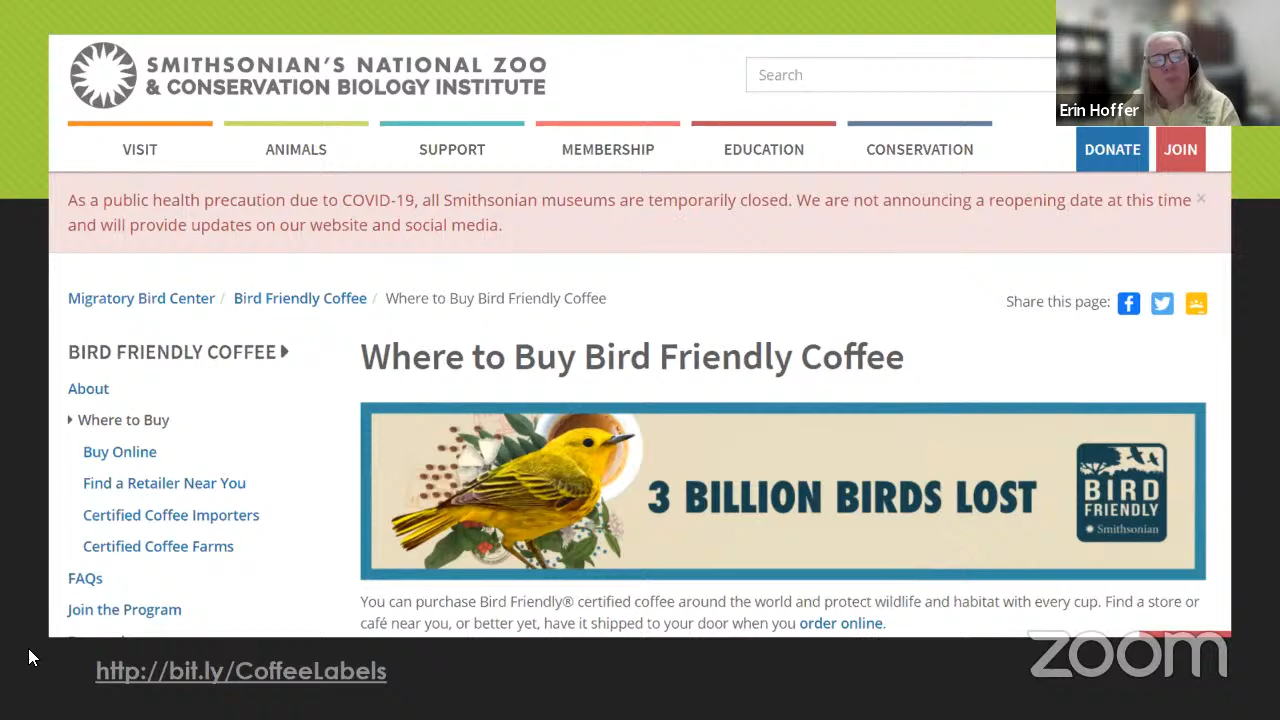 SMITHSONIAN'S NATIONAL ZOO
& CONSERVATION BIOLOGY INSTITUTE
Search
Erin Hoffer
VISIT
ANIMALS
SUPPORT
MEMBERSHIP
EDUCATION
CONSERVATION
DONATE
JOIN
As a public health precaution due to COVID-19, all Smithsonian museums are temporarily closed. We are not announcing a reopening date at this time ×
and will provide updates on our website and social media.
Migratory Bird Center / Bird Friendly Coffee / Where to Buy Bird Friendly Coffee
Share this page:
BIRD FRIENDLY COFFEE
About
Where to Buy
Buy Online
Find a Retailer Near You
Certified Coffee Importers
Certified Coffee Farms
FAQs
Join the Program
Where to Buy Bird Friendly Coffee
3 BILLION BIRDS LOST
BIRD
FRIENDLY
Smithsonian
You can purchase Bird Friendly® certified coffee around the world and protect wildlife and habitat with every cup. Find a store or
café near you, or better yet, have it shipped to your door when you order online.
http://bit.ly/CoffeeLabels
zoom